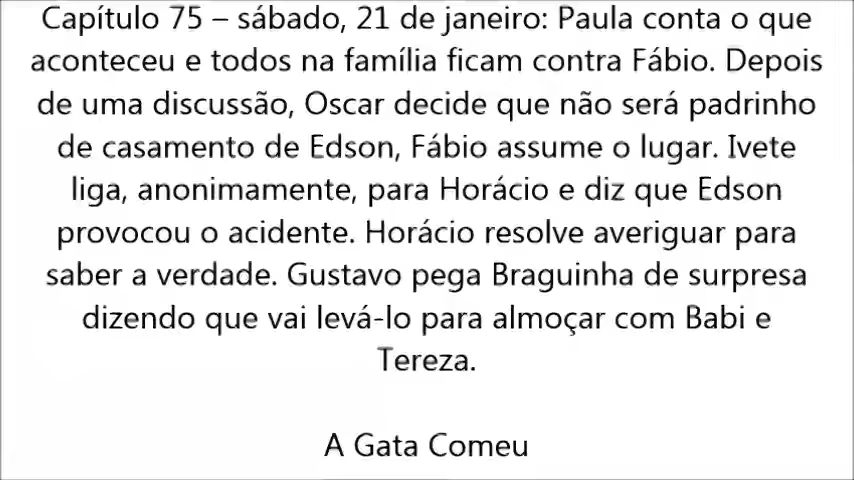 Capítulo 75 – sábado, 21 de janeiro: Paula conta o que
aconteceu e todos na família ficam contra Fábio. Depois
de uma discussão, Oscar decide que não será padrinho
de casamento de Edson, Fábio assume o lugar. Ivete
liga, anonimamente, para Horácio e diz que Edson
provocou o acidente. Horácio resolve averiguar para
saber a verdade. Gustavo pega Braguinha de surpresa
dizendo que vai levá-lo para almoçar com Babi e
Tereza.
A Gata Comeu